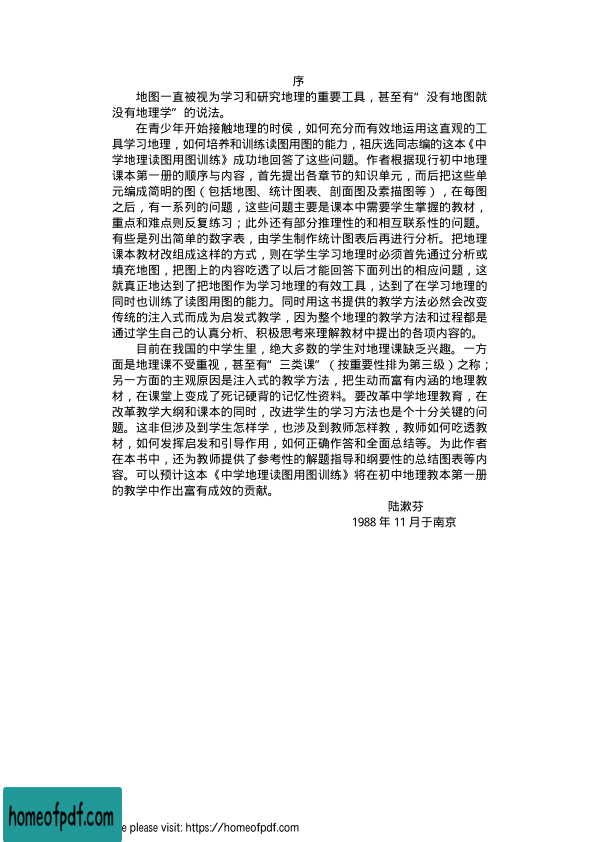 序
地图一直被视为学习和研究地理的重要工具，甚至有“没有地图就
没有地理学”的说法。
在青少年开始接触地理的时侯，如何充分而有效地运用这直观的工
具学习地理，如何培养和训练读图用图的能力，祖庆选同志编的这本《中
学地理读图用图训练》成功地回答了这些问题。作者根据现行初中地理
课本第一册的顺序与内容，首先提出各章节的知识单元，而后把这些单
元编成简明的图（包括地图、统计图表、剖面图及素描图等），在每图
之后，有一系列的问题，这些问题主要是课本中需要学生掌握的教材，
重点和难点则反复练习；此外还有部分推理性的和相互联系性的问题。
有些是列出简单的数字表，由学生制作统计图表后再进行分析。把地理
课本教材改组成这样的方式，则在学生学习地理时必须首先通过分析或
填充地图，把图上的内容吃透了以后才能回答下面列出的相应问题，这
就真正地达到了把地图作为学习地理的有效工具，达到了在学习地理的
同时也训练了读图用图的能力。同时用这书提供的教学方法必然会改变
传统的注入式而成为启发式教学，因为整个地理的教学方法和过程都是
通过学生自己的认真分析、积极思考来理解教材中提出的各项内容的。
目前在我国的中学生里，绝大多数的学生对地理课缺乏兴趣。一方
面是地理课不受重视，甚至有“三类课”（按重要性排为第三级）之称；
另一方面的主观原因是注入式的教学方法，把生动而富有内涵的地理教
材，在课堂上变成了死记硬背的记忆性资料。要改革中学地理教育，在
改革教学大纲和课本的同时，改进学生的学习方法也是个十分关键的问
题。这非但涉及到学生怎样学，也涉及到教师怎样教，教师如何吃透教
材，如何发挥启发和引导作用，如何正确作答和全面总结等。为此作者
在本书中，还为教师提供了参考性的解题指导和纲要性的总结图表等内
容。可以预计这本《中学地理读图用图训练》将在初中地理教本第一册
的教学中作出富有成效的贡献。
陆漱芬
1988 年 11 月于南京
homeofpdf.com
please visit: https://homeofpdf.com